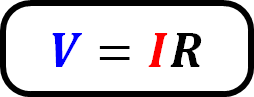 V = IR